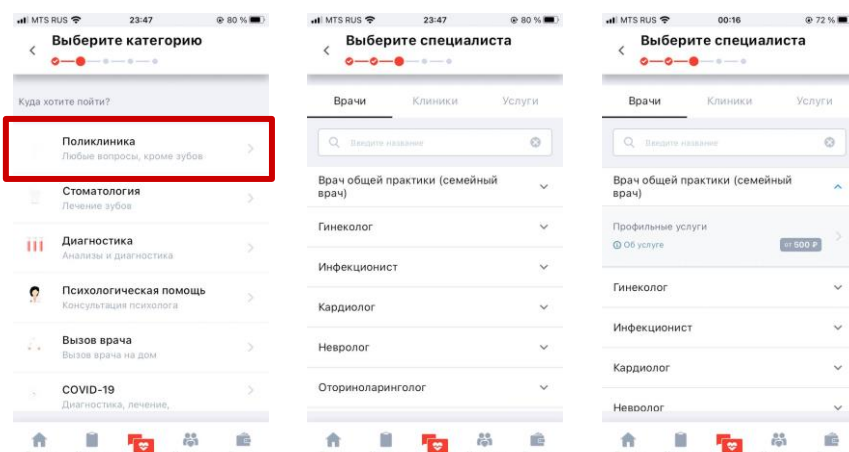 MTS RUS 23:47 80 %
Выберите категорию
Куда хотите пойти?
Поликлиника
Любые вопросы, кроме зубов
Стоматология
Лечение зубов
Диагностика
Анализы и диагностика
Психологическая помощь
Консультация психолога
Вызов врача
Вызов врача на дом
COVID-19
Диагностика, лечение,
MTS RUS 23:47 80 %
Выберите специалиста
Врачи Клиники Услуги
Введите название
Врач общей практики (семейный
врач)
Гинеколог
Инфекционист
Кардиолог
Невролог
Оториноларинголог
MTS RUS 00:16 72 %
Выберите специалиста
Врачи Клиники Услуги
Введите название
Врач общей практики (семейный
врач)
Профильные услуги
Об услуге от 500 ₽
Гинеколог
Инфекционист
Кардиолог
Невролог